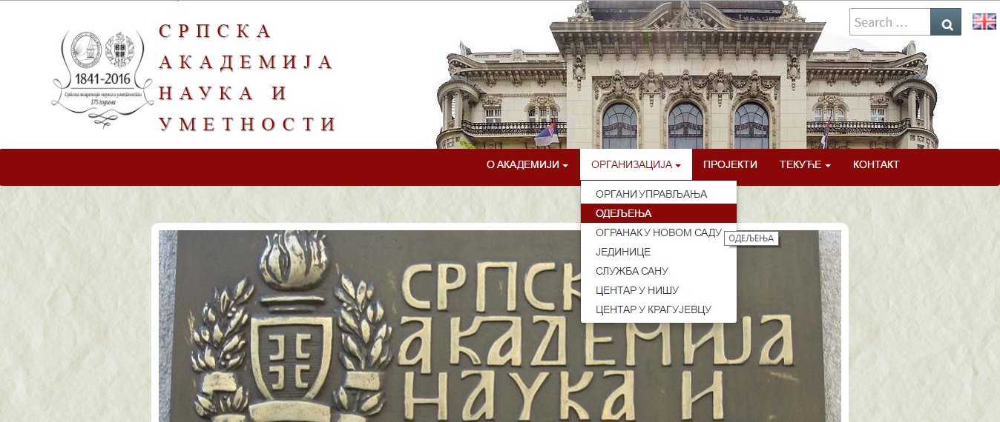 Search ...
СРПСКА
АКАДЕМИЈА
НАУКА И
УМЕТНОСТИ
1841-2016
Српска академија наука и уметности
175 година
О АКАДЕМИЈИ
ОРГАНИЗАЦИЈА
ПРОЈЕКТИ
ТЕКУЋЕ
КОНТАКТ
ОРГАНИ УПРАВЉАЊА
ОДЕЉЕЊА
ОГРАНАК У НОВОМ САДУ
ОДЕЉЕЊА
ЈЕДИНИЦЕ
СЛУЖБА САНУ
ЦЕНТАР У НИШУ
ЦЕНТАР У КРАГУЈЕВЦУ
СРПСК
АКАДЕМИЈА
НАУКА И